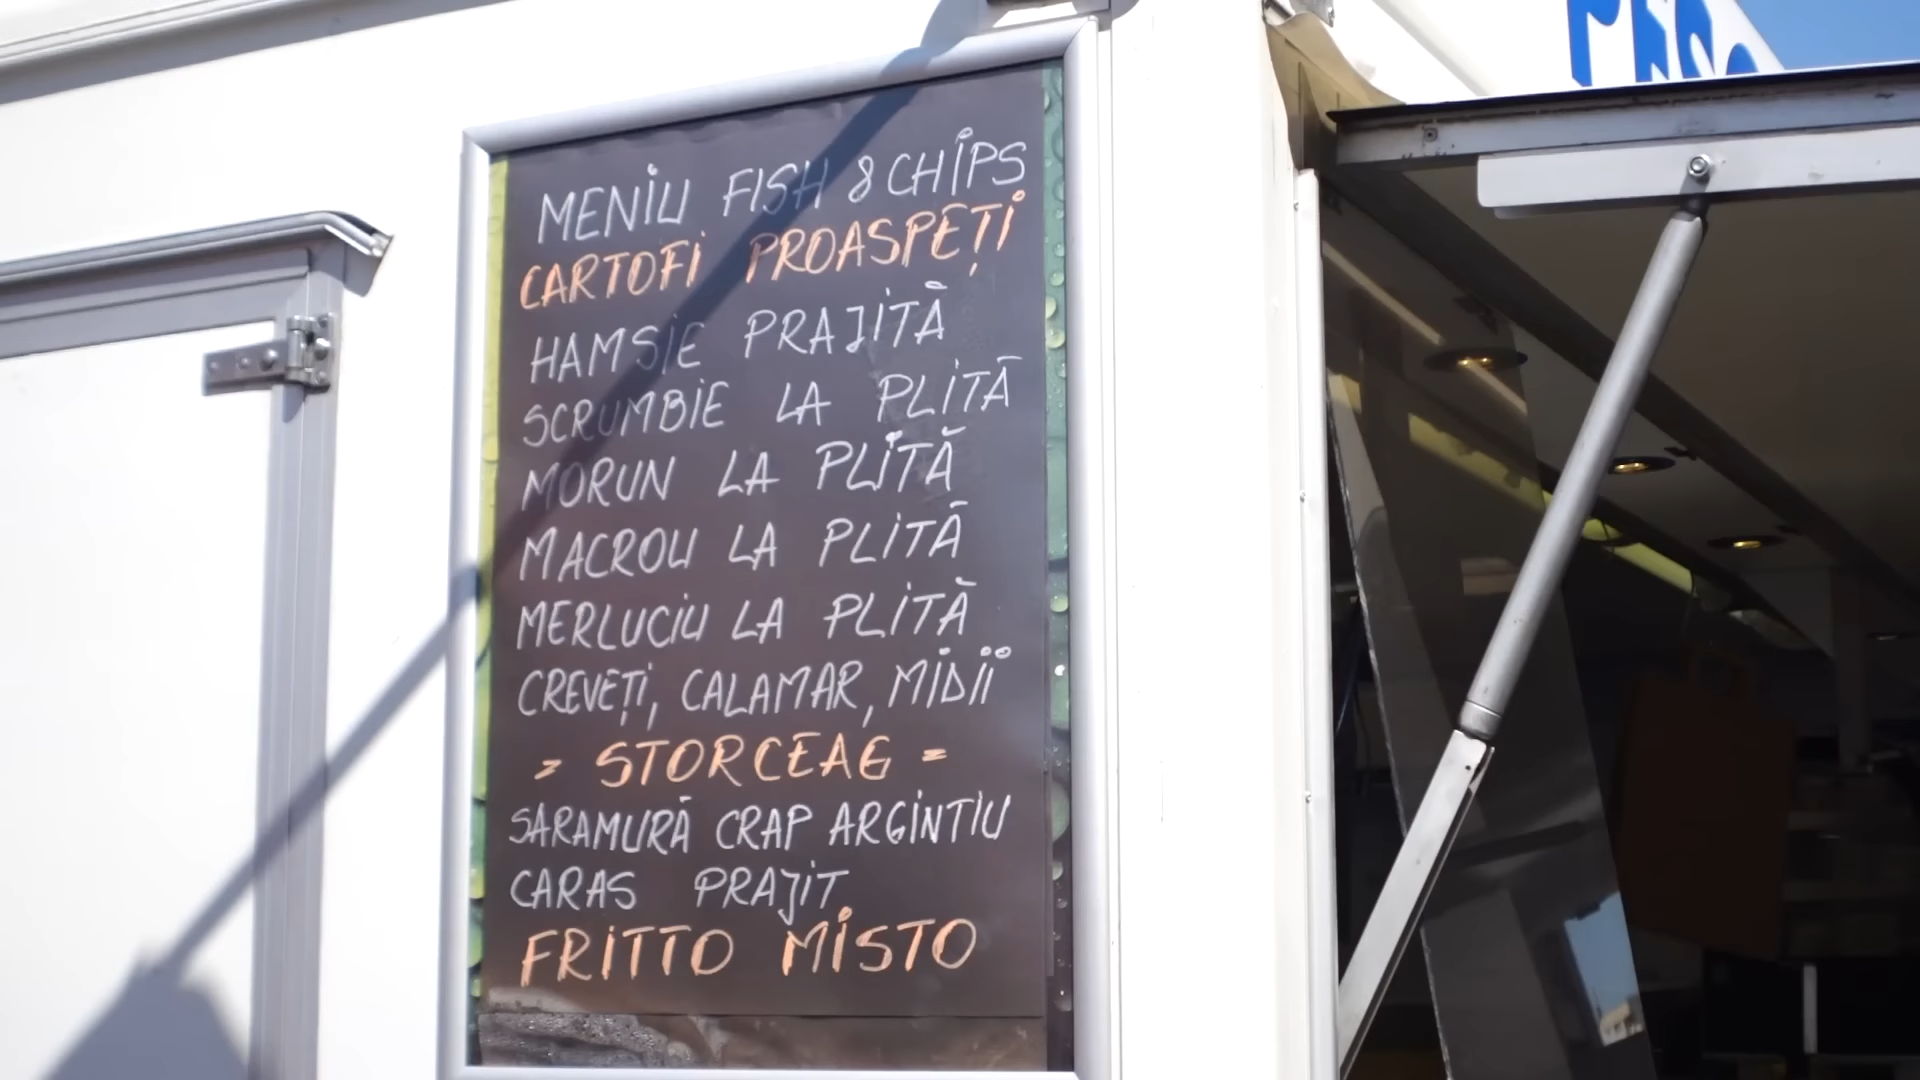 MENIU FISH & CHIPS
CARTOFI PROASPEȚI
HAMSIE PRAJITĂ
SCRUMBIE LA PLITĂ
MORUN LA PLITĂ
MACROU LA PLITĂ
MERLUCIU LA PLITĂ
CREVEȚI, CALAMAR, MIDII
= STORCEAG =
SARAMURĂ CRAP ARGINTIU
CARAS PRAJIT
FRITTO MISTO